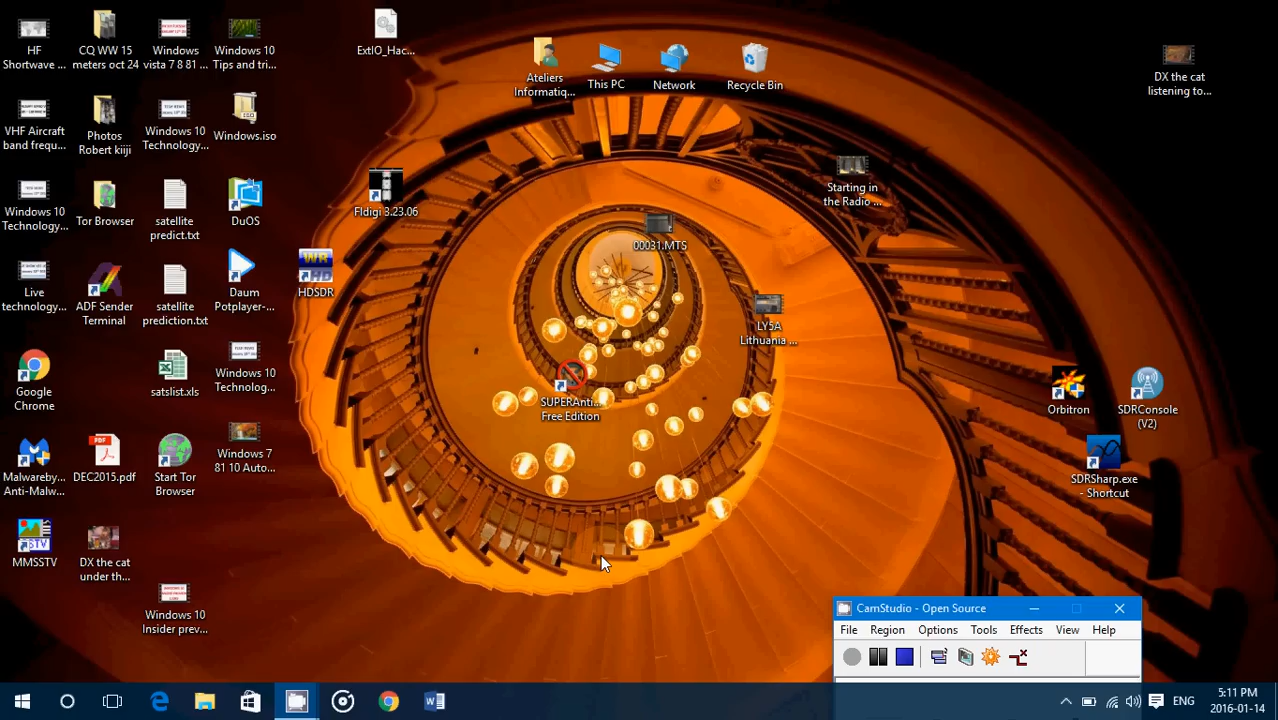 HF
Shortwave ...
CQ WW 15
meters oct 24
Windows
vista 7 8 81 ...
Windows 10
Tips and tri...
ExtIO_Hac...
Ateliers
Informatiq...
This PC
Network
Recycle Bin
DX the cat
listening to...
VHF Aircraft
band frequ...
Photos
Robert kiiji
Windows 10
Technology...
Windows.iso
ISO
Starting in
the Radio ...
Windows 10
Technology...
Tor Browser
satellite
predict.txt
DuOS
Fldigi 3.23.06
00031.MTS
WR
HD
HDSDR
Live
technology...
ADF Sender
Terminal
satellite
prediction.txt
Daum
Potplayer-...
LY5A
Lithuania ...
Google
Chrome
satslist.xls
Windows 10
Technolog...
SUPERAnti...
Free Edition
Orbitron
SDRConsole
(V2)
Malwareby...
Anti-Malw...
PDF
DEC2015.pdf
Start Tor
Browser
Windows 7
81 10 Auto...
SDRSharp.exe
- Shortcut
MMSSTV
DX the cat
under th...
Windows 10
Insider prev...
CamStudio - Open Source
File Region Options Tools Effects View Help
ENG
5:11 PM
2016-01-14